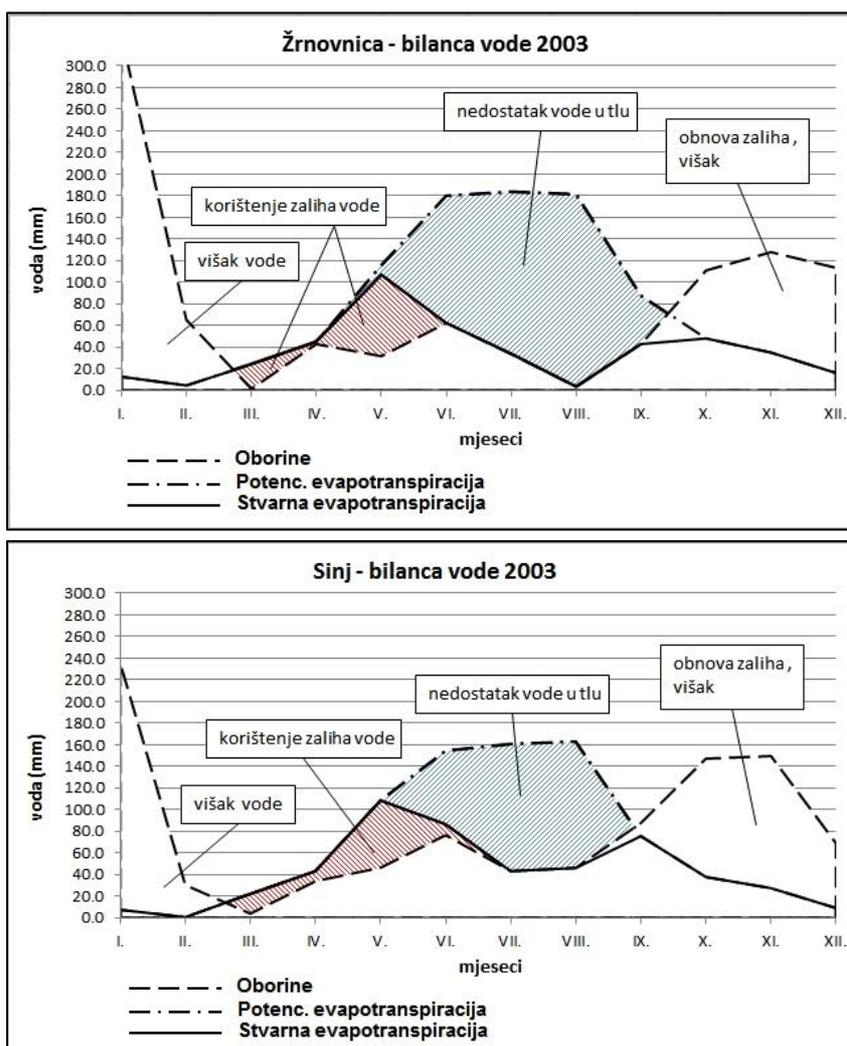 Žrnovnica - bilanca vode 2003
voda (mm)
300.0
280.0
260.0
240.0
220.0
200.0
180.0
160.0
140.0
120.0
100.0
80.0
60.0
40.0
20.0
0.0
nedostatak vode u tlu
obnova zaliha ,
višak
korištenje zaliha vode
višak vode
I. II. III. IV. V. VI. VII. VIII. IX. X. XI. XII.
mjeseci
Oborine
Potenc. evapotranspiracija
Stvarna evapotranspiracija
Sinj - bilanca vode 2003
voda (mm)
300.0
280.0
260.0
240.0
220.0
200.0
180.0
160.0
140.0
120.0
100.0
80.0
60.0
40.0
20.0
0.0
obnova zaliha ,
višak
nedostatak vode u tlu
korištenje zaliha vode
višak vode
I. II. III. IV. V. VI. VII. VIII. IX. X. XI. XII.
mjeseci
Oborine
Potenc. evapotranspiracija
Stvarna evapotranspiracija